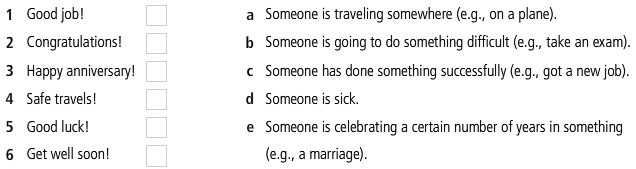 1 Good job!
2 Congratulations!
3 Happy anniversary!
4 Safe travels!
5 Good luck!
6 Get well soon!
a Someone is traveling somewhere (e.g., on a plane).
b Someone is going to do something difficult (e.g., take an exam).
c Someone has done something successfully (e.g., got a new job).
d Someone is sick.
e Someone is celebrating a certain number of years in something
(e.g., a marriage).